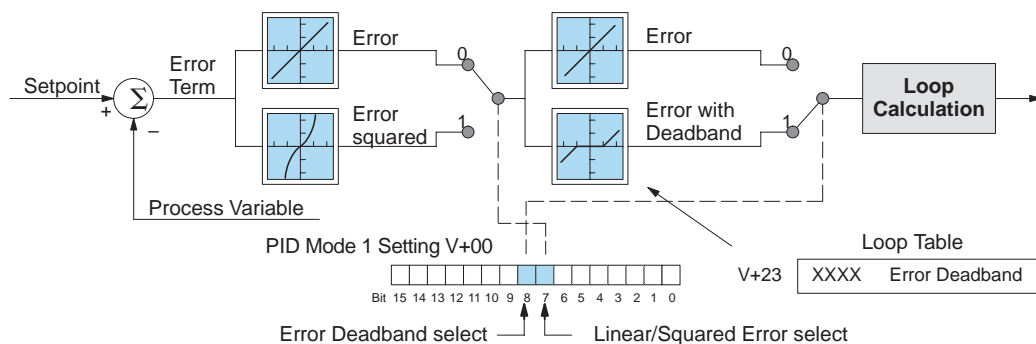 Setpoint
+
Σ
−
Process Variable
Error
Term
Error
0
Error
squared
1
Error
0
Error with
Deadband
1
Loop
Calculation
PID Mode 1 Setting V+00
Bit 15 14 13 12 11 10 9 8 7 6 5 4 3 2 1 0
Error Deadband select
Linear/Squared Error select
Loop Table
V+23 XXXX Error Deadband